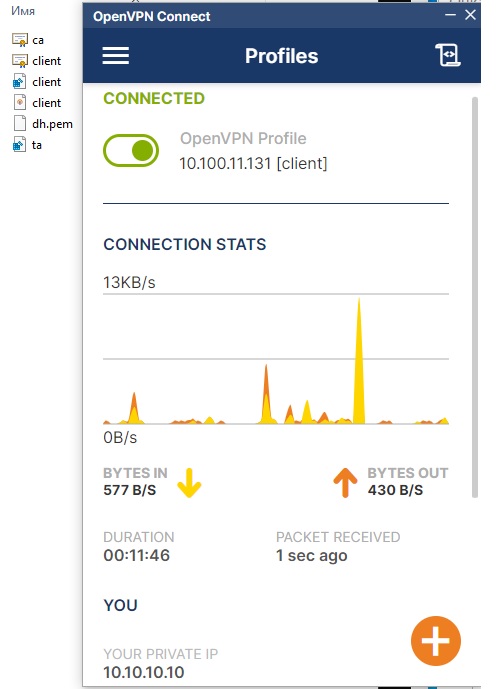 Имя
ca
client
client
client
dh.pem
ta
OpenVPN Connect
Profiles
CONNECTED
OpenVPN Profile
10.100.11.131 [client]
CONNECTION STATS
13KB/s
0B/s
BYTES IN
577 B/S
BYTES OUT
430 B/S
DURATION
00:11:46
PACKET RECEIVED
1 sec ago
YOU
YOUR PRIVATE IP
10.10.10.10